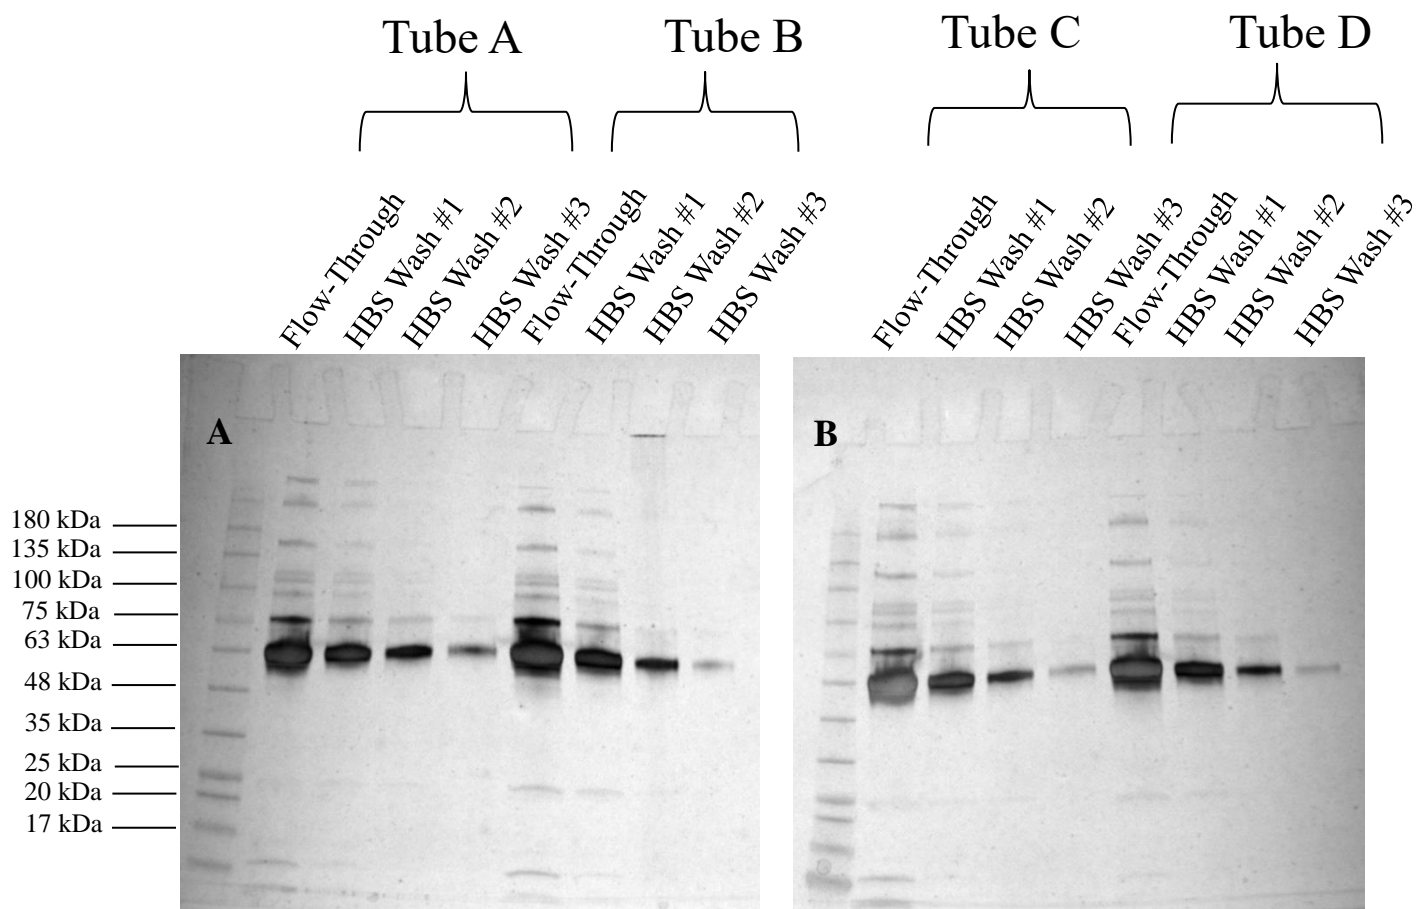 Tube A
Tube B
Tube C
Tube D
Flow-Through
HBS Wash #1
HBS Wash #2
HBS Wash #3
Flow-Through
HBS Wash #1
HBS Wash #2
HBS Wash #3
Flow-Through
HBS Wash #1
HBS Wash #2
HBS Wash #3
Flow-Through
HBS Wash #1
HBS Wash #2
HBS Wash #3
A
B
180 kDa
135 kDa
100 kDa
75 kDa
63 kDa
48 kDa
35 kDa
25 kDa
20 kDa
17 kDa